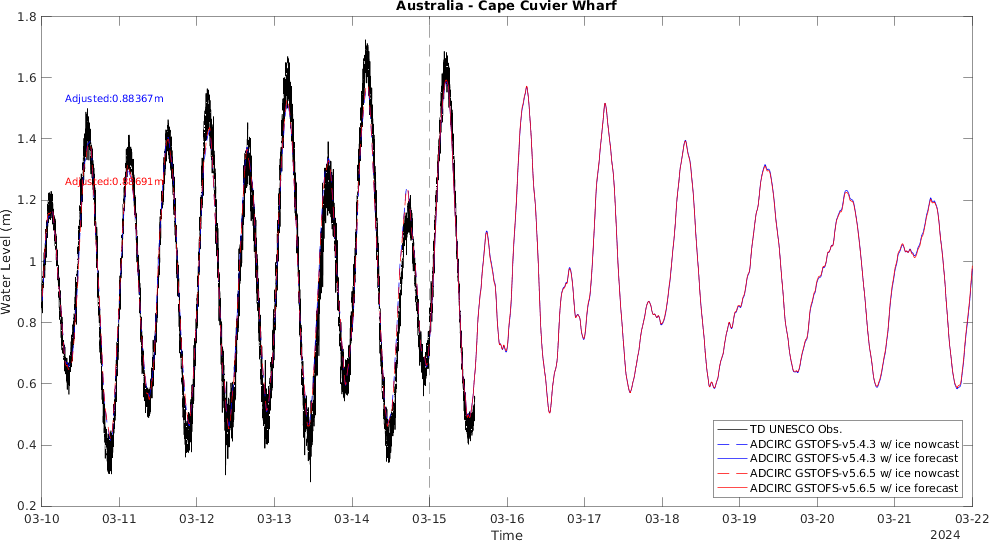 Australia - Cape Cuvier Wharf
1.8
1.6
1.4
1.2
1
0.8
0.6
0.4
0.2
Water Level (m)
Adjusted:0.88367m
Adjusted:0.88691m
TD UNESCO Obs.
ADCIRC GSTOFS-v5.4.3 w/ ice nowcast
ADCIRC GSTOFS-v5.4.3 w/ ice forecast
ADCIRC GSTOFS-v5.6.5 w/ ice nowcast
ADCIRC GSTOFS-v5.6.5 w/ ice forecast
03-10 03-11 03-12 03-13 03-14 03-15 03-16 03-17 03-18 03-19 03-20 03-21 03-22
Time
2024